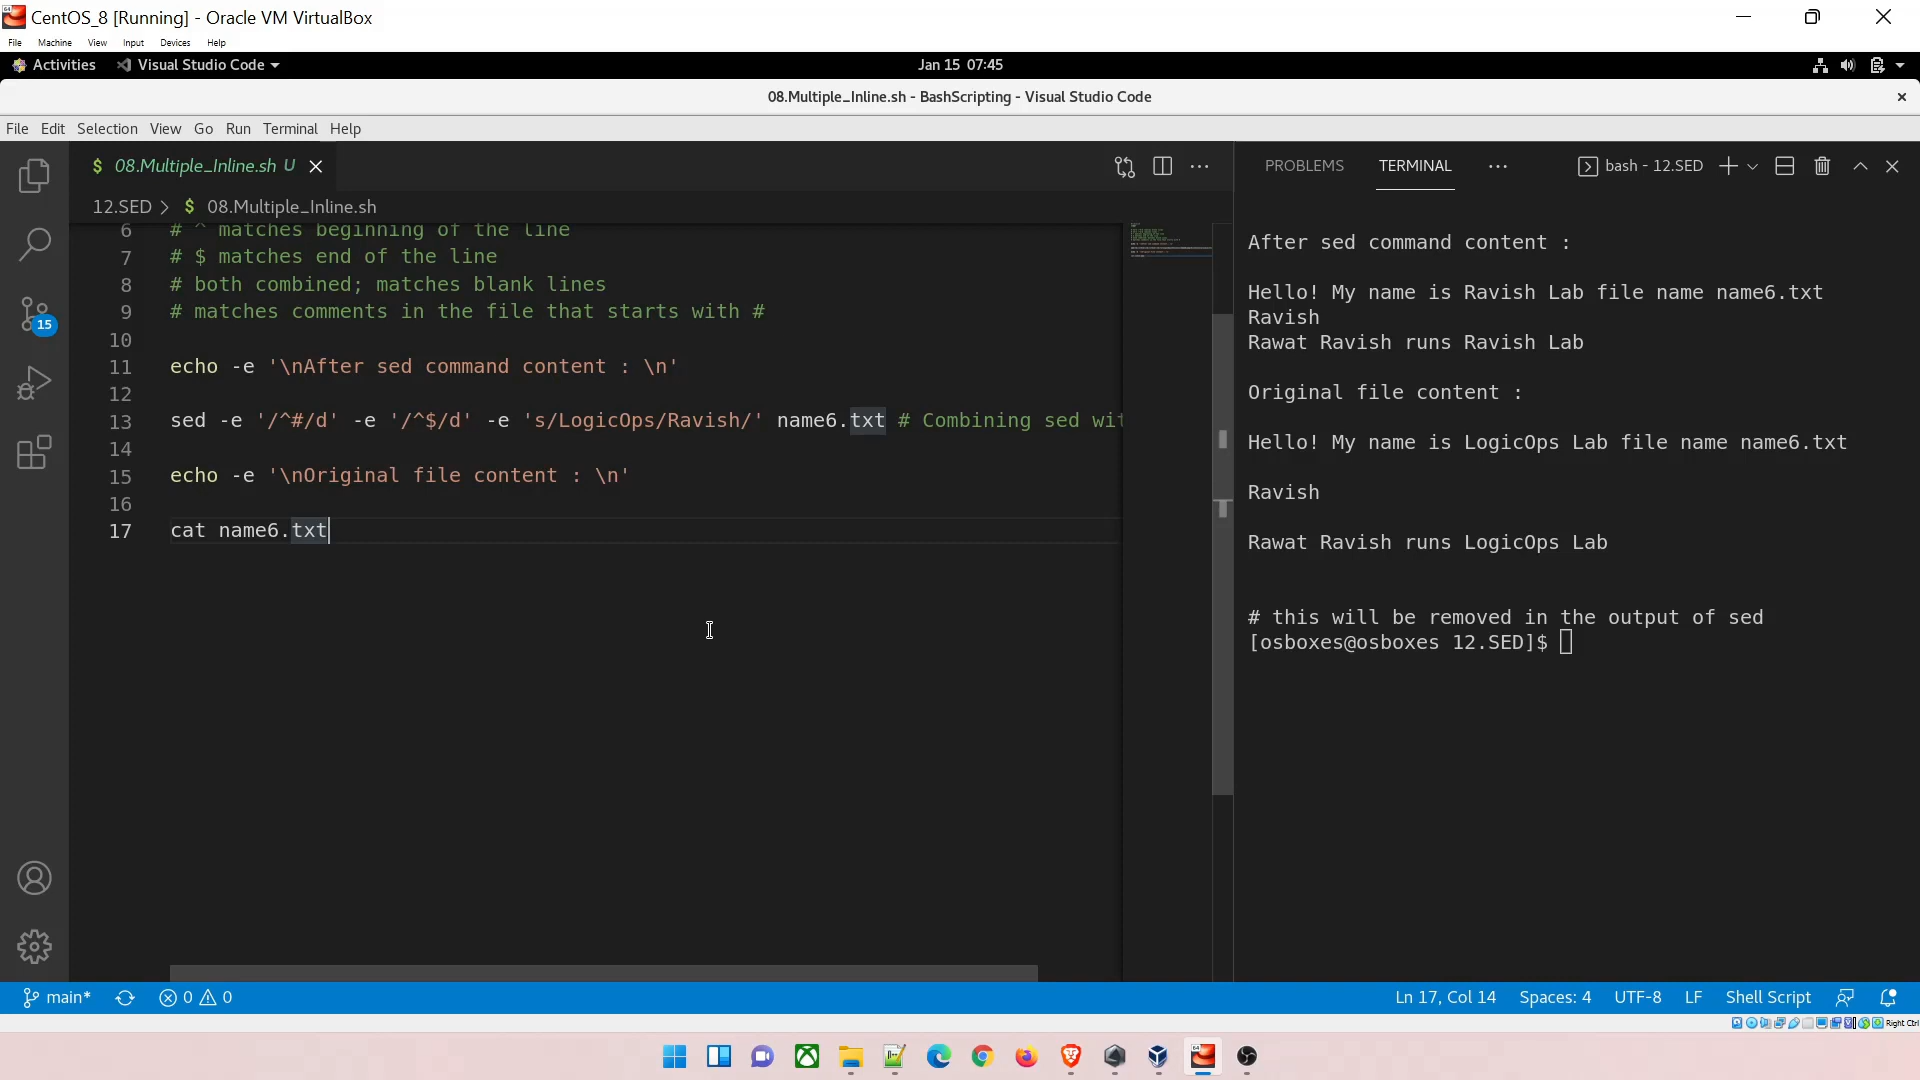 CentOS_8 [Running] - Oracle VM VirtualBox
File Machine View Input Devices Help
Activities Visual Studio Code Jan 15 07:45
08.Multiple_Inline.sh - BashScripting - Visual Studio Code
File Edit Selection View Go Run Terminal Help
$ 08.Multiple_Inline.sh U
12.SED > $ 08.Multiple_Inline.sh
6 # ^ matches beginning of the line
7 # $ matches end of the line
8 # both combined; matches blank lines
9 # matches comments in the file that starts with #
10
11 echo -e '\nAfter sed command content : \n'
12
13 sed -e '/^#/d' -e '/^$/d' -e 's/LogicOps/Ravish/' name6.txt # Combining sed wit
14
15 echo -e '\nOriginal file content : \n'
16
17 cat name6.txt
15
PROBLEMS TERMINAL ··· bash - 12.SED
After sed command content :
Hello! My name is Ravish Lab file name name6.txt
Ravish
Rawat Ravish runs Ravish Lab
Original file content :
Hello! My name is LogicOps Lab file name name6.txt
Ravish
Rawat Ravish runs LogicOps Lab
# this will be removed in the output of sed
[osboxes@osboxes 12.SED]$
main* 0 0 Ln 17, Col 14 Spaces: 4 UTF-8 LF Shell Script
Right Ctrl